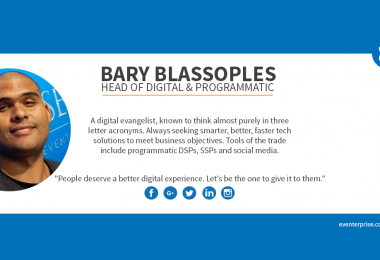 BARY BLASSOPLES
HEAD OF DIGITAL & PROGRAMMATIC
A digital evangelist, known to think almost purely in three
letter acronyms. Always seeking smarter, better, faster tech
solutions to meet business objectives. Tools of the trade
include programmatic DSPs, SSPs and social media.
"People deserve a better digital experience. Let's be the one to give it to them."
eventerprise.co